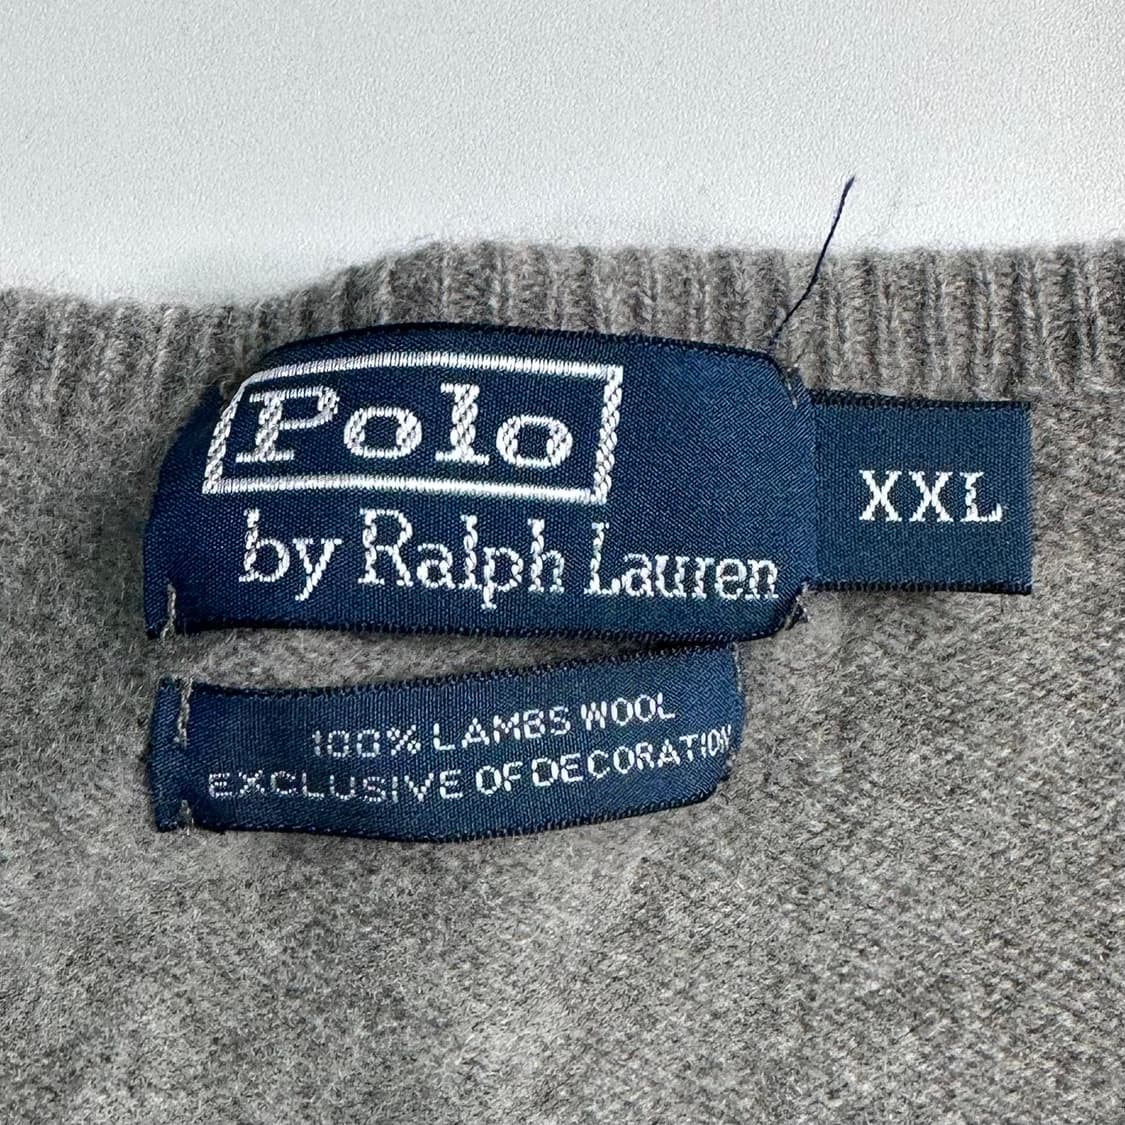 Polo
by Ralph Lauren
XXL
100% LAMBS WOOL
EXCLUSIVE OF DECORATION